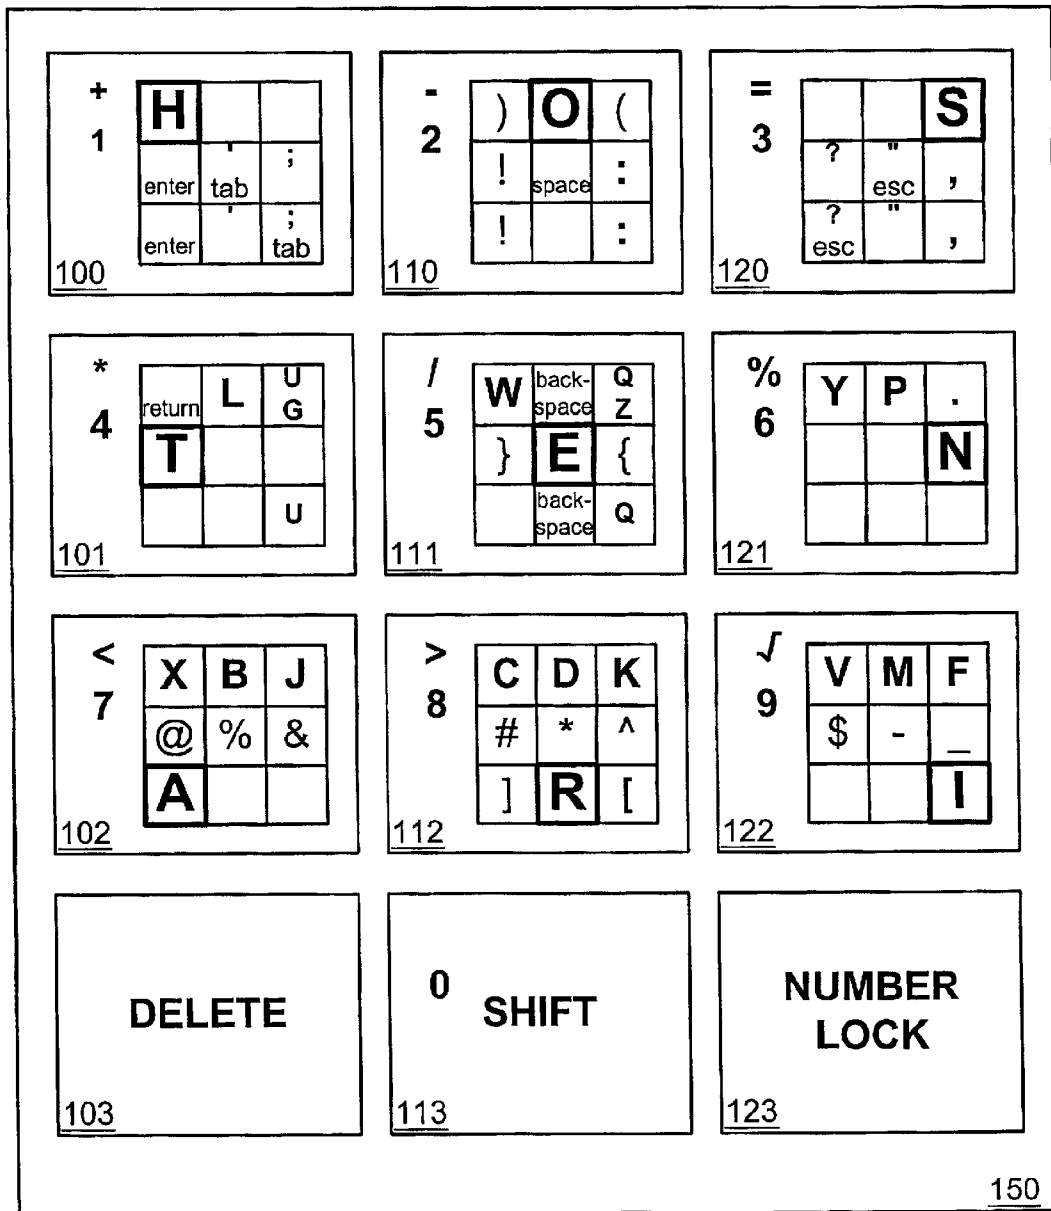 +
1
H
' ;
enter tab
' ;
enter tab
100
-
2
) O (
! space :
! :
110
=
3
S
? " ,
esc
? " ,
esc
120
*
4
return L U
G
T
U
101
/
5
W back-
space Q
Z
} E {
back-
space Q
111
%
6
Y P .
N
121
<
7
X B J
@ % &
A
102
>
8
C D K
# * ^
] R [
112
√
9
V M F
$ - _
I
122
DELETE
103
0
SHIFT
113
NUMBER
LOCK
123
150